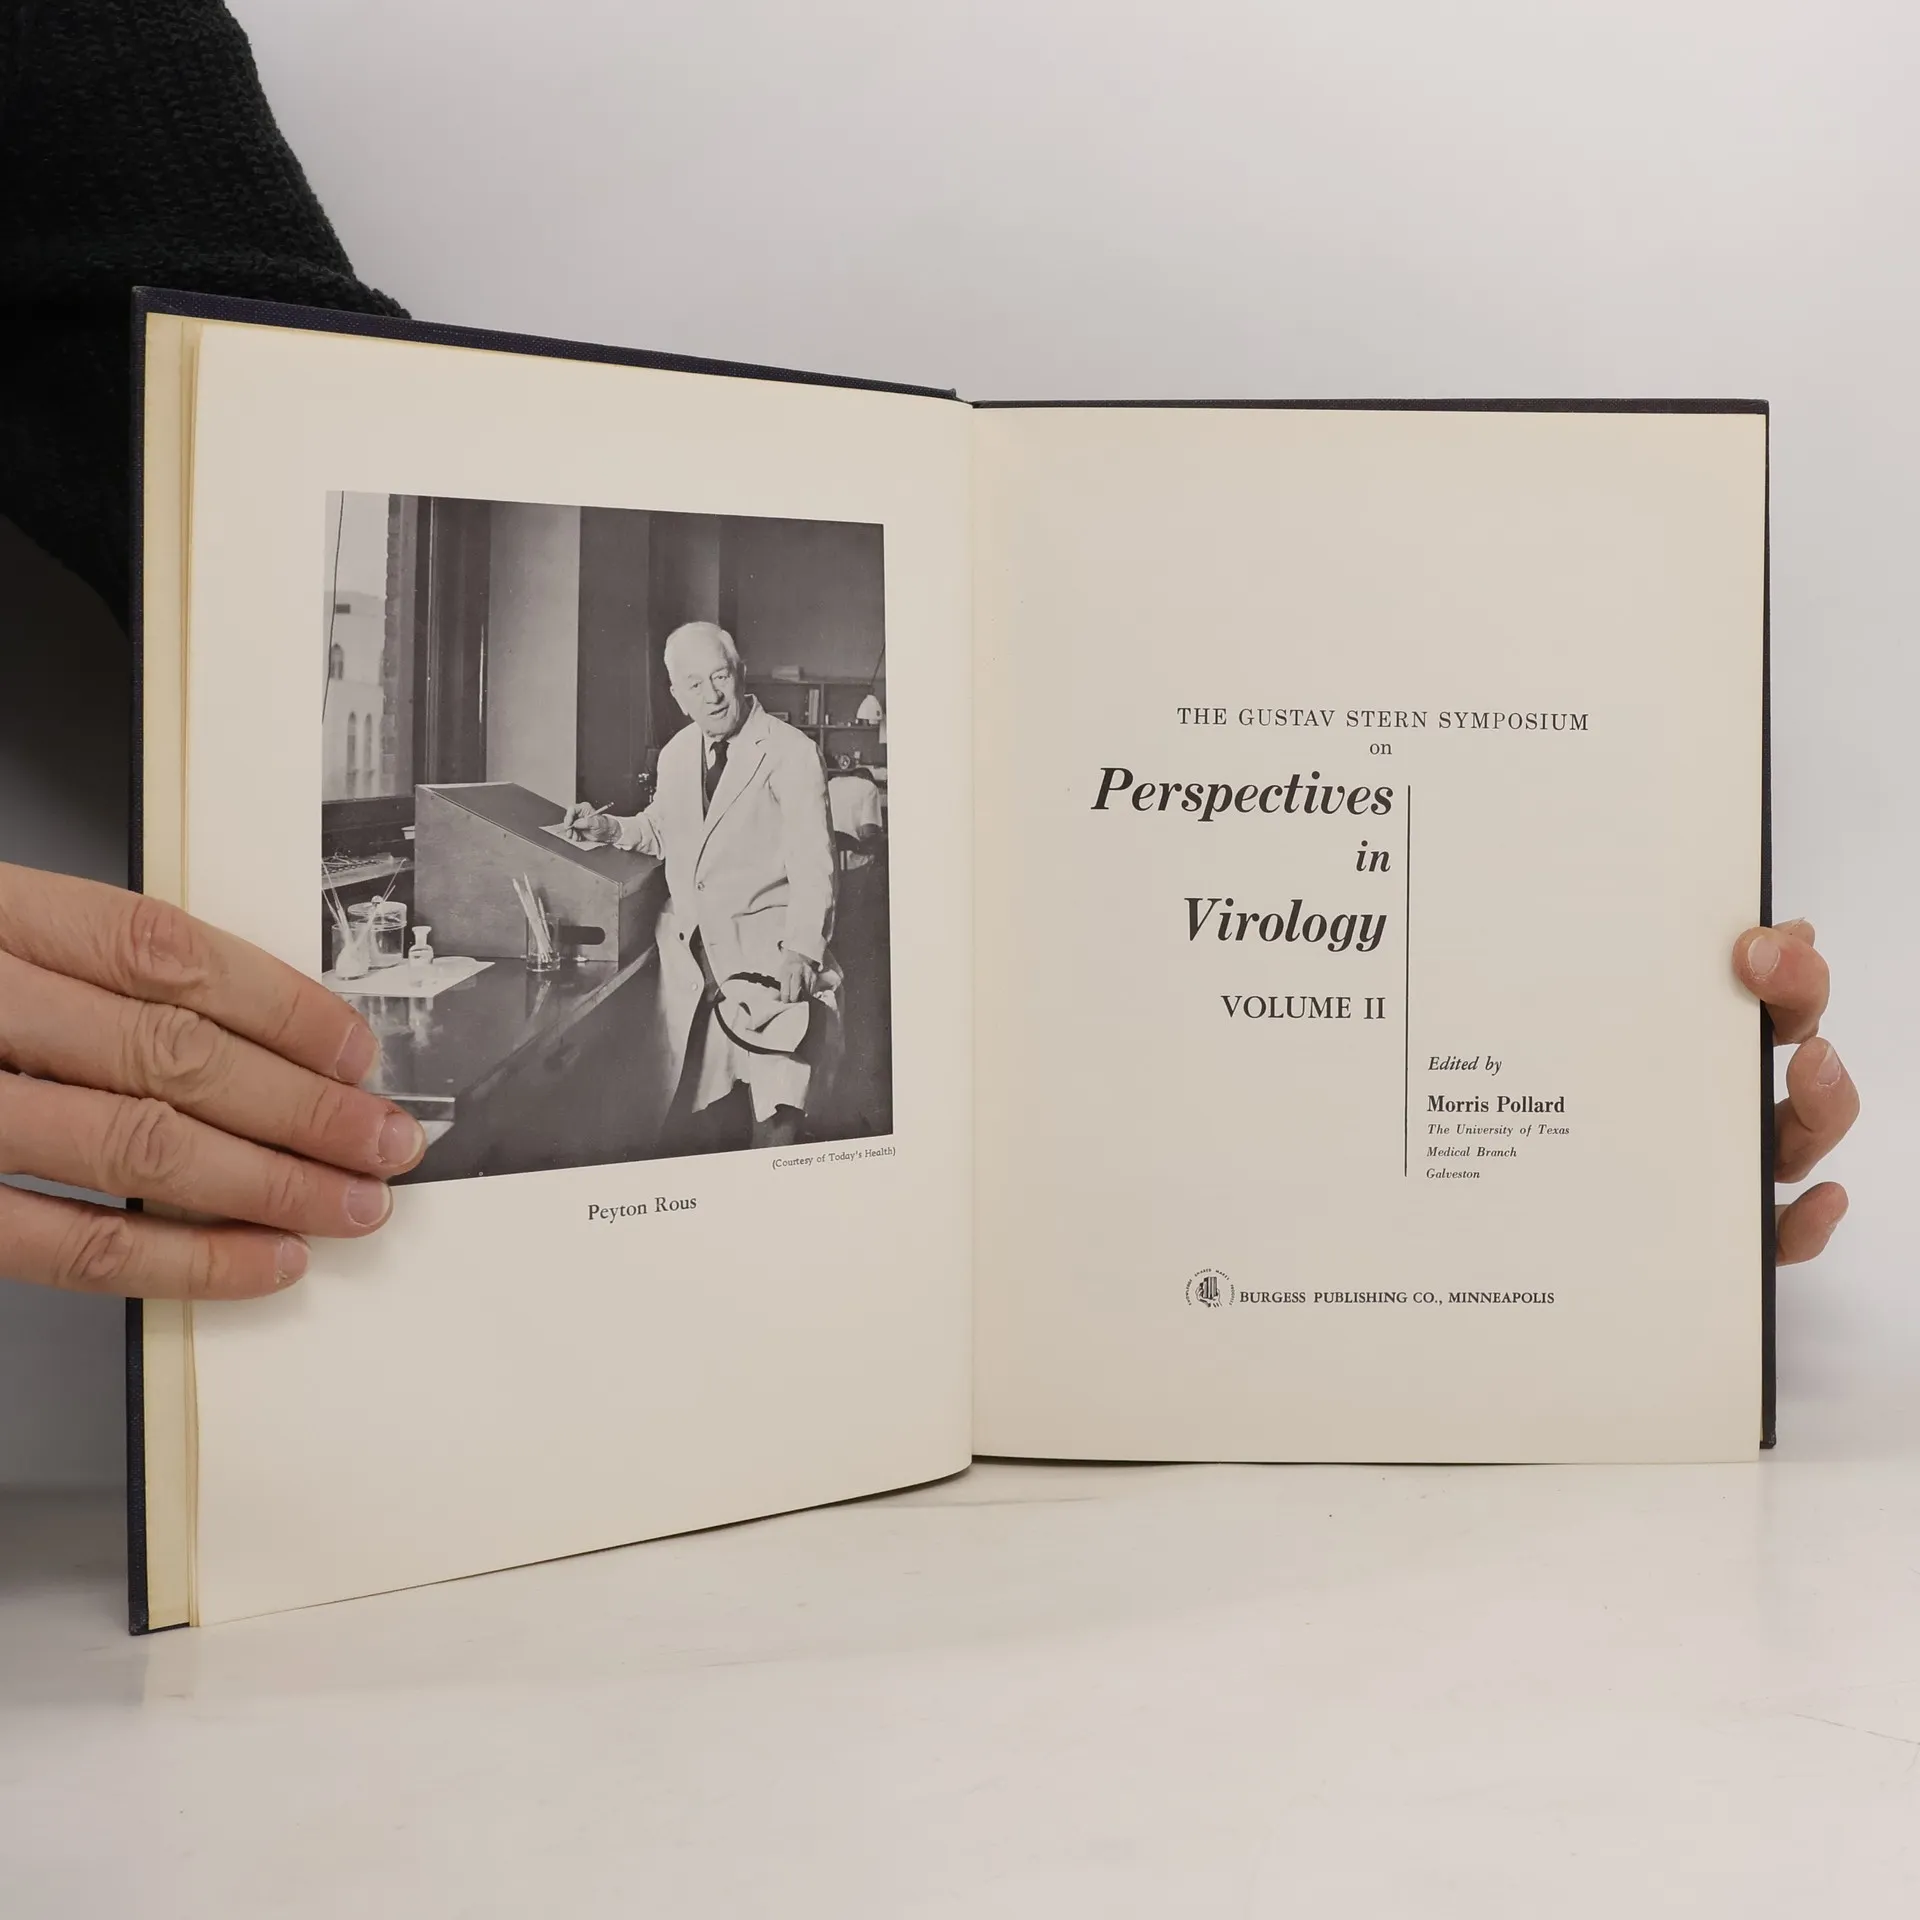 (Courtesy of Today's Health)
Peyton Rous
THE GUSTAV STERN SYMPOSIUM
on
Perspectives
in
Virology
VOLUME II
Edited by
Morris Pollard
The University of Texas
Medical Branch
Galveston
BURGESS PUBLISHING CO., MINNEAPOLIS